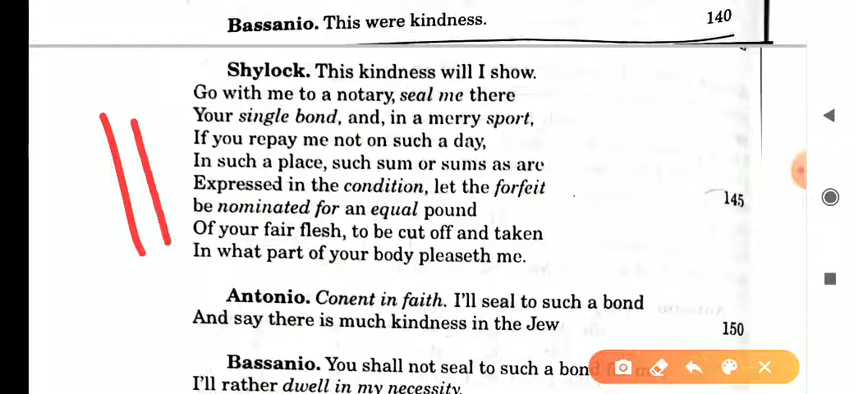 Bassanio. This were kindness. 140
Shylock. This kindness will I show.
Go with me to a notary, seal me there
Your single bond, and, in a merry sport,
If you repay me not on such a day,
In such a place, such sum or sums as are
Expressed in the condition, let the forfeit 145
be nominated for an equal pound
Of your fair flesh, to be cut off and taken
In what part of your body pleaseth me.
Antonio. Conent in faith. I'll seal to such a bond
And say there is much kindness in the Jew 150
Bassanio. You shall not seal to such a bond
I'll rather dwell in my necessity.